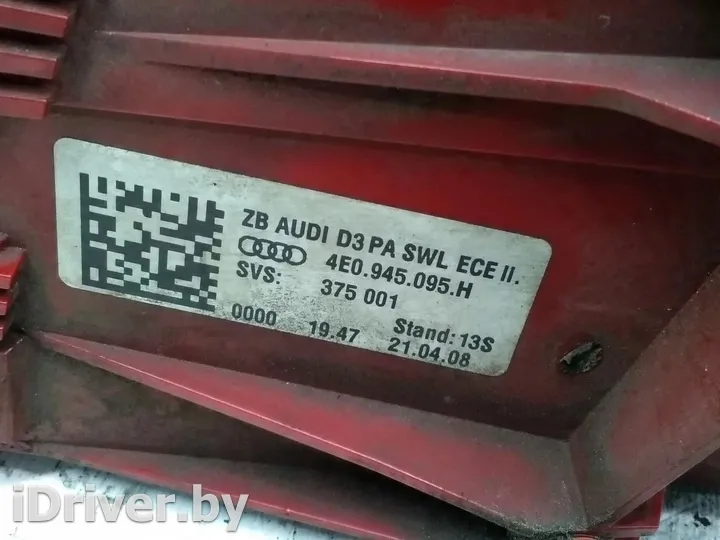 ZB AUDI D3 PA SWL ECE II.
4E0.945.095.H
SVS: 375 001
Stand: 13S
0000 19.47 21.04.08
iDriver.by